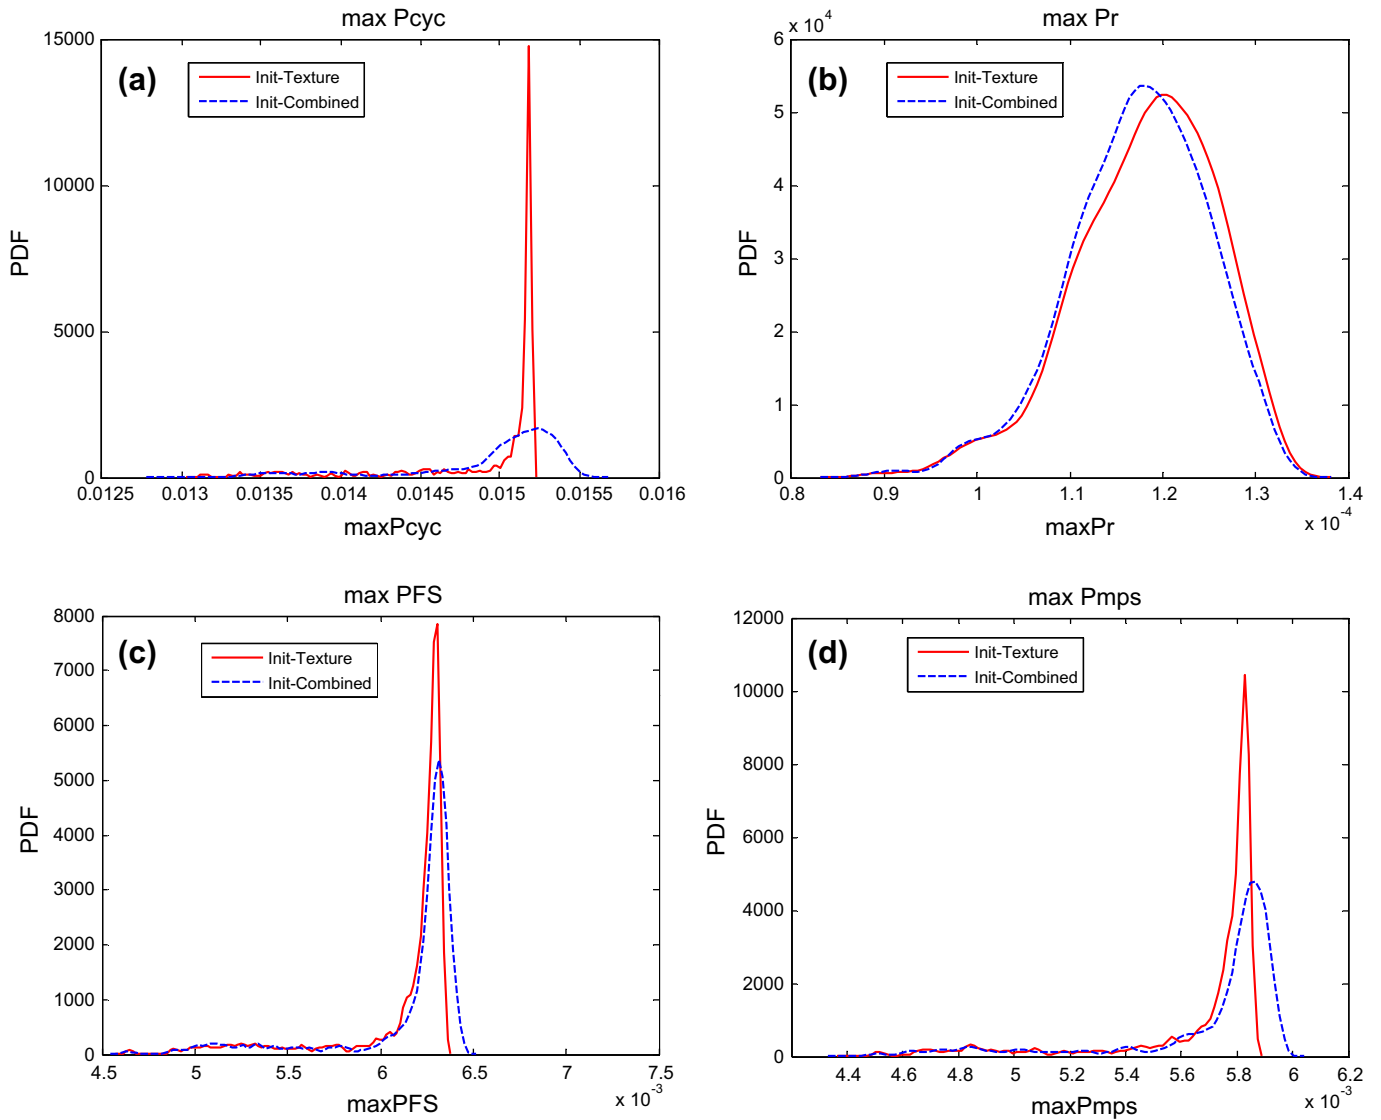 max Pcyc
15000
10000
5000
0
PDF
(a)
Init-Texture
Init-Combined
0.0125 0.013 0.0135 0.014 0.0145 0.015 0.0155 0.016
maxPcyc
max Pr
x 10^4
6
5
4
3
2
1
0
PDF
(b)
Init-Texture
Init-Combined
0.8 0.9 1 1.1 1.2 1.3 1.4
x 10^-4
maxPr
max PFS
8000
7000
6000
5000
4000
3000
2000
1000
0
PDF
(c)
Init-Texture
Init-Combined
4.5 5 5.5 6 6.5 7 7.5
x 10^-3
maxPFS
max Pmps
12000
10000
8000
6000
4000
2000
0
PDF
(d)
Init-Texture
Init-Combined
4.4 4.6 4.8 5 5.2 5.4 5.6 5.8 6 6.2
x 10^-3
maxPmps